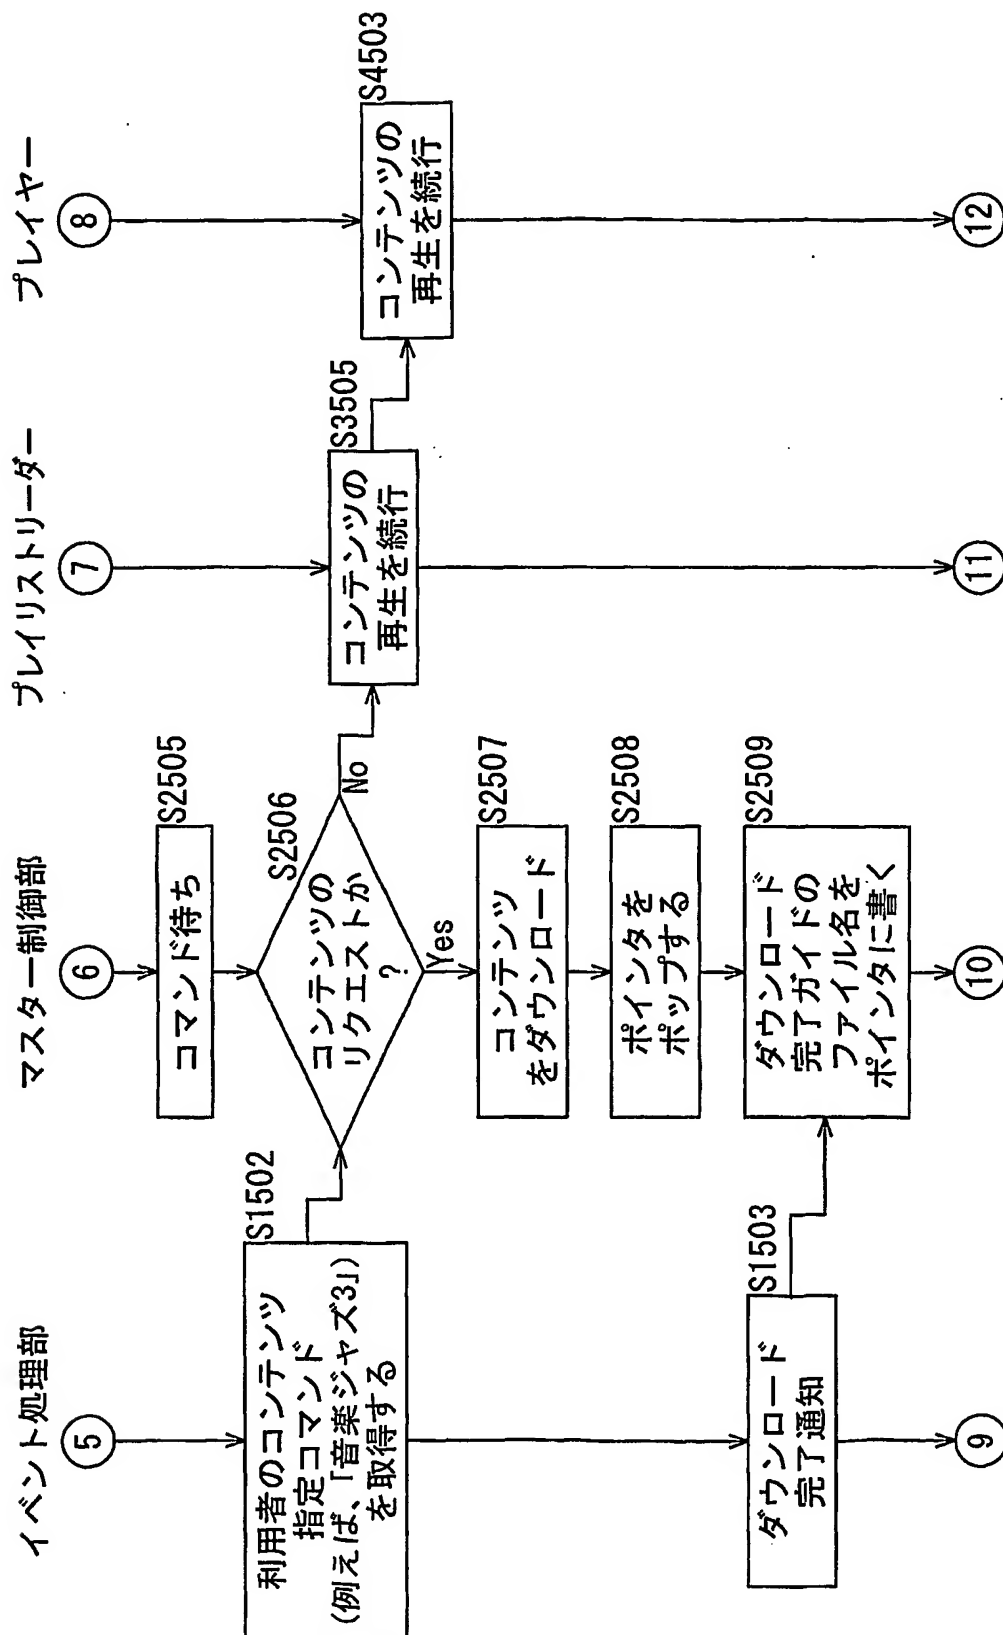 イベント処理部
5
利用者のコンテンツ
指定コマンド
(例えば、「音楽ジャズ3」)
を取得する
S1502
ダウンロード
完了通知
S1503
9
マスター制御部
6
コマンド待ち
S2505
コンテンツの
リクエストか
?
S2506
No
Yes
コンテンツ
をダウンロード
S2507
ポインタを
ポップする
S2508
ダウンロード
完了ガイドの
ファイル名を
ポインタに書く
S2509
10
プレイリストリーダー
7
コンテンツの
再生を続行
S3505
11
プレイヤー
8
コンテンツの
再生を続行
S4503
12